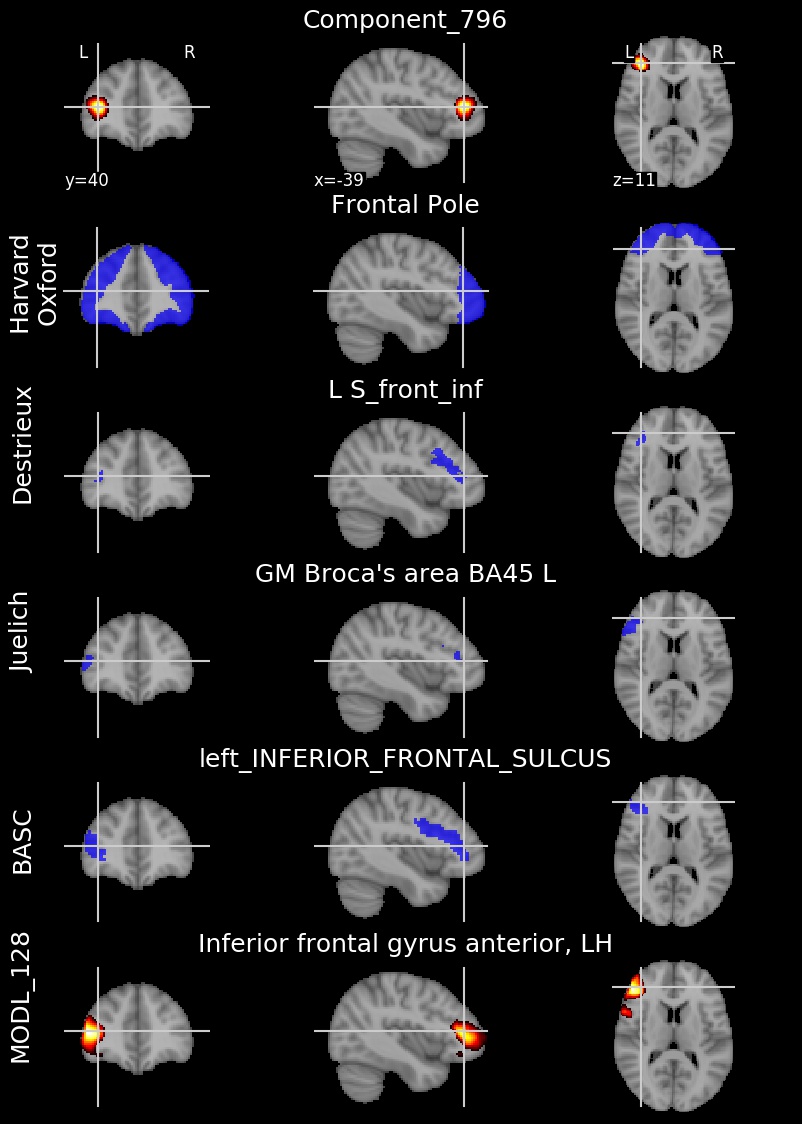 Component_796
L R
L R
y=40
x=-39
z=11
Frontal Pole
Harvard
Oxford
L S_front_inf
Destrieux
GM Broca's area BA45 L
Juelich
left_INFERIOR_FRONTAL_SULCUS
BASC
Inferior frontal gyrus anterior, LH
MODL_128